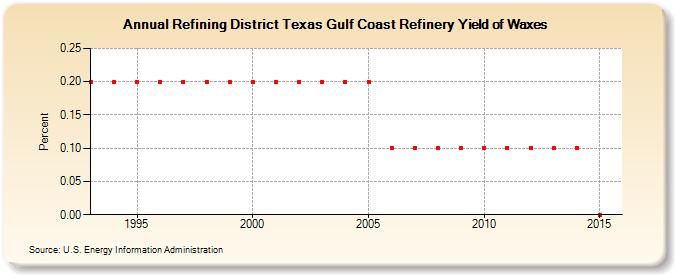 Annual Refining District Texas Gulf Coast Refinery Yield of Waxes
Percent
0.25
0.20
0.15
0.10
0.05
0.00
1995 2000 2005 2010 2015
Source: U.S. Energy Information Administration